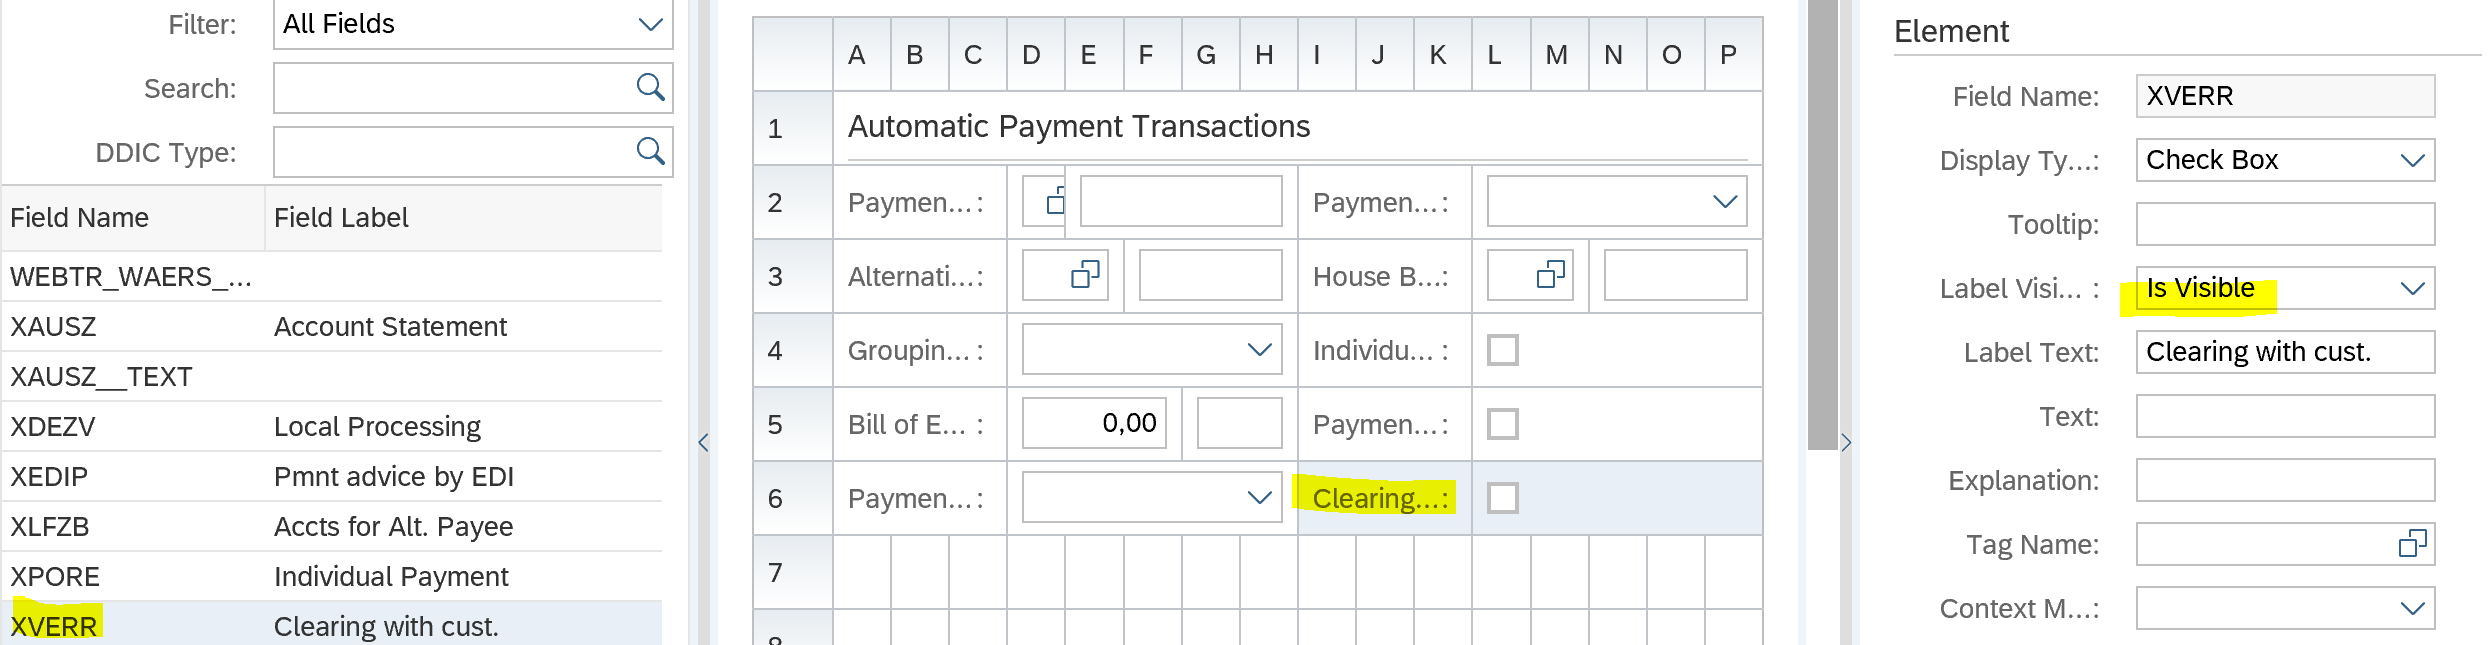 Filter: All Fields
Search:
DDIC Type:
Field Name Field Label
WEBTR_WAERS_...
XAUSZ Account Statement
XAUSZ__TEXT
XDEZV Local Processing
XEDIP Pmnt advice by EDI
XLFZB Accts for Alt. Payee
XPORE Individual Payment
XVERR Clearing with cust.
A B C D E F G H I J K L M N O P
1 Automatic Payment Transactions
2 Paymen...: Paymen...:
3 Alternati...: House B...:
4 Groupin...: Individu...:
5 Bill of E...: 0,00 Paymen...:
6 Paymen...: Clearing...:
7
8
Element
Field Name: XVERR
Display Ty...: Check Box
Tooltip:
Label Visi...: Is Visible
Label Text: Clearing with cust.
Text:
Explanation:
Tag Name:
Context M...: